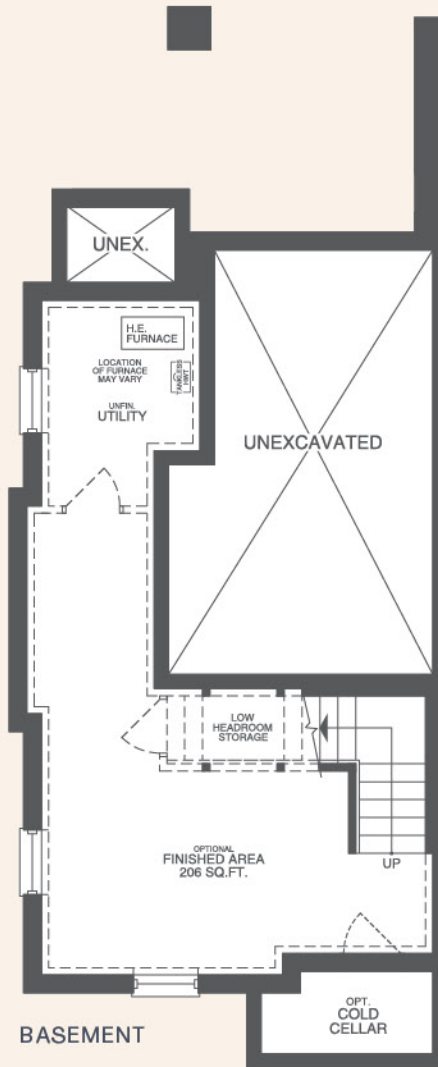 UNEX.
H.E.
FURNACE
LOCATION
OF FURNACE
MAY VARY
TANKLESS
HWT
UNFIN.
UTILITY
UNEXCAVATED
LOW
HEADROOM
STORAGE
OPTIONAL
FINISHED AREA
206 SQ.FT.
UP
OPT.
COLD
CELLAR
BASEMENT